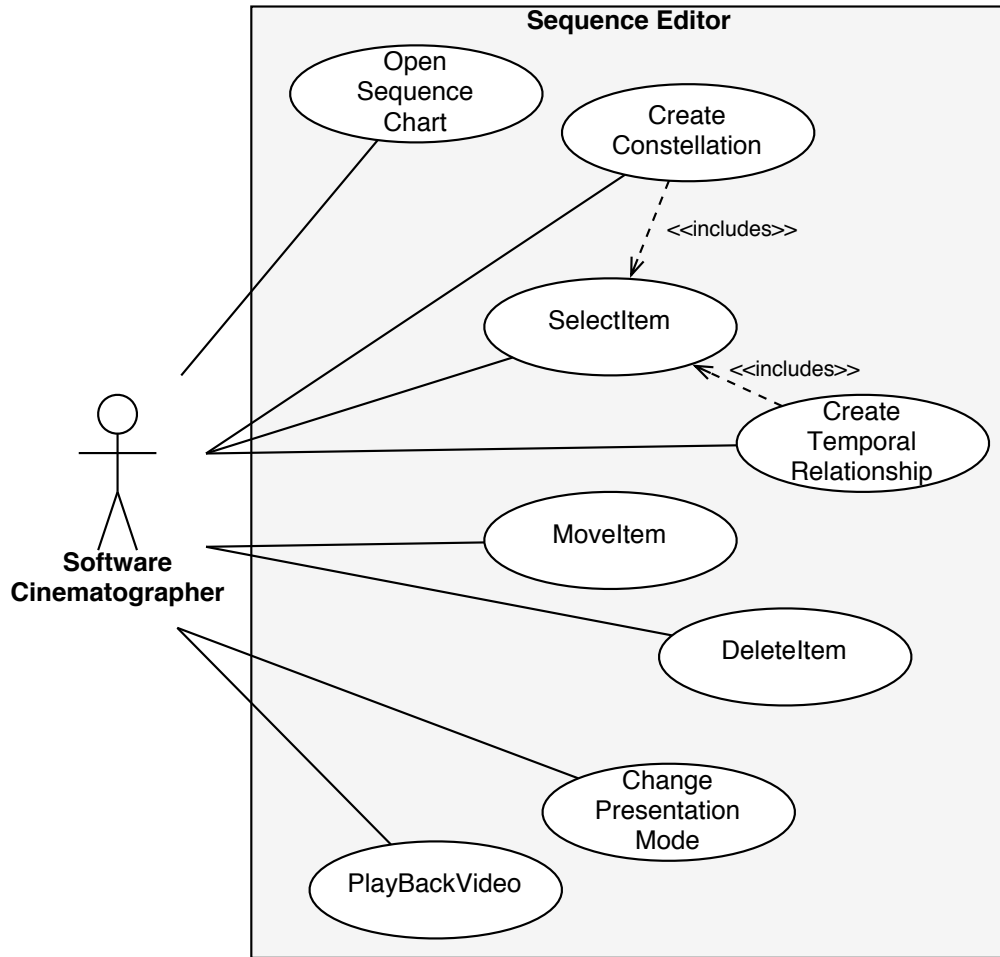 Sequence Editor
Open
Sequence
Chart
Create
Constellation
<<includes>>
SelectItem
<<includes>>
Create
Temporal
Relationship
MoveItem
Software
Cinematographer
DeleteItem
Change
Presentation
Mode
PlayBackVideo